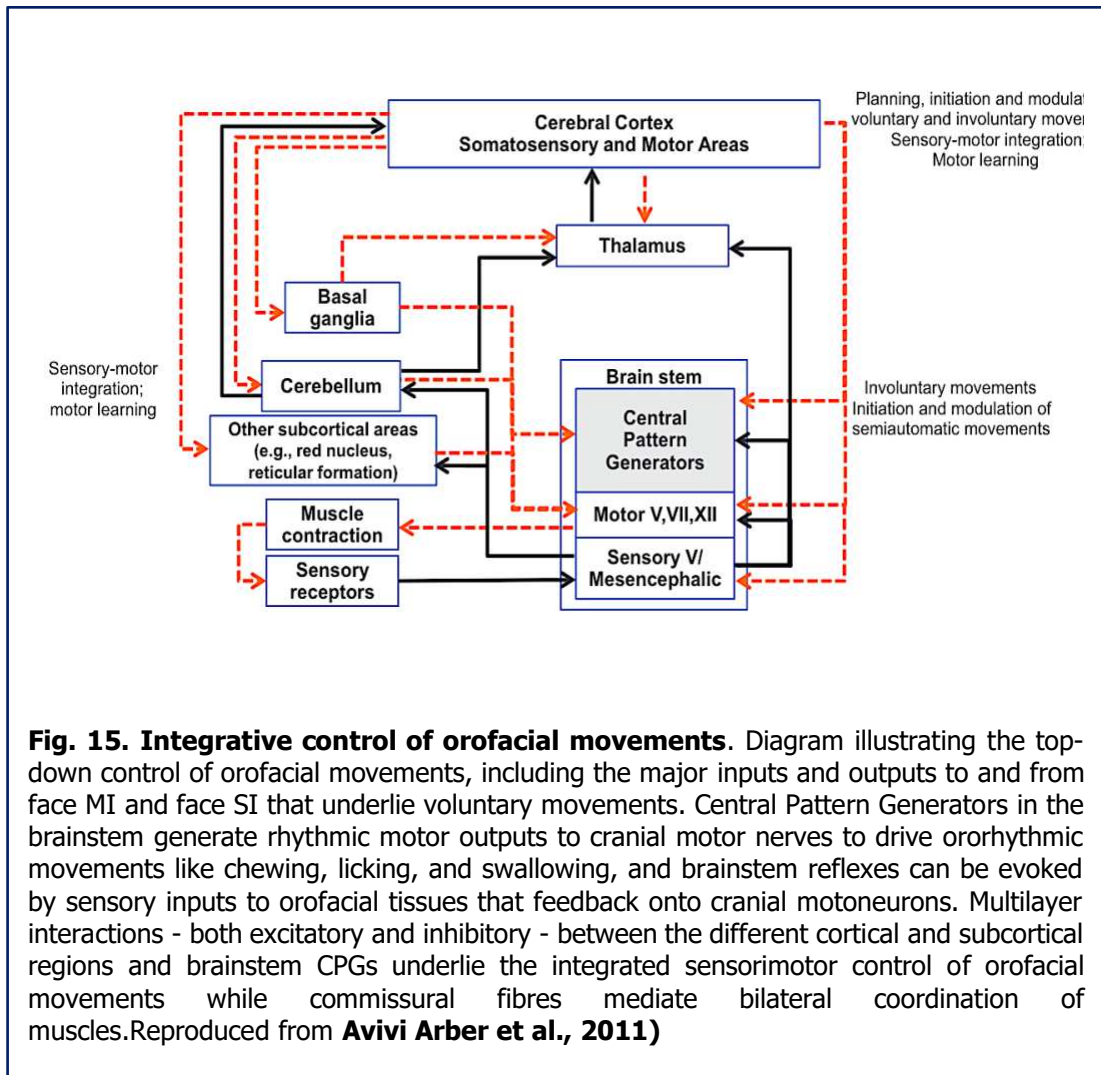 Planning, initiation and modulat
voluntary and involuntary mover
Sensory-motor integration;
Motor learning
Cerebral Cortex
Somatosensory and Motor Areas
Thalamus
Basal
ganglia
Sensory-motor
integration;
motor learning
Cerebellum
Other subcortical areas
(e.g., red nucleus,
reticular formation)
Muscle
contraction
Sensory
receptors
Brain stem
Central
Pattern
Generators
Motor V,VII,XII
Sensory V/
Mesencephalic
Involuntary movements
Initiation and modulation of
semiautomatic movements
Fig. 15. Integrative control of orofacial movements. Diagram illustrating the top-
down control of orofacial movements, including the major inputs and outputs to and from
face MI and face SI that underlie voluntary movements. Central Pattern Generators in the
brainstem generate rhythmic motor outputs to cranial motor nerves to drive ororhythmic
movements like chewing, licking, and swallowing, and brainstem reflexes can be evoked
by sensory inputs to orofacial tissues that feedback onto cranial motoneurons. Multilayer
interactions - both excitatory and inhibitory - between the different cortical and subcortical
regions and brainstem CPGs underlie the integrated sensorimotor control of orofacial
movements while commissural fibres mediate bilateral coordination of
muscles.Reproduced from Avivi Arber et al., 2011)